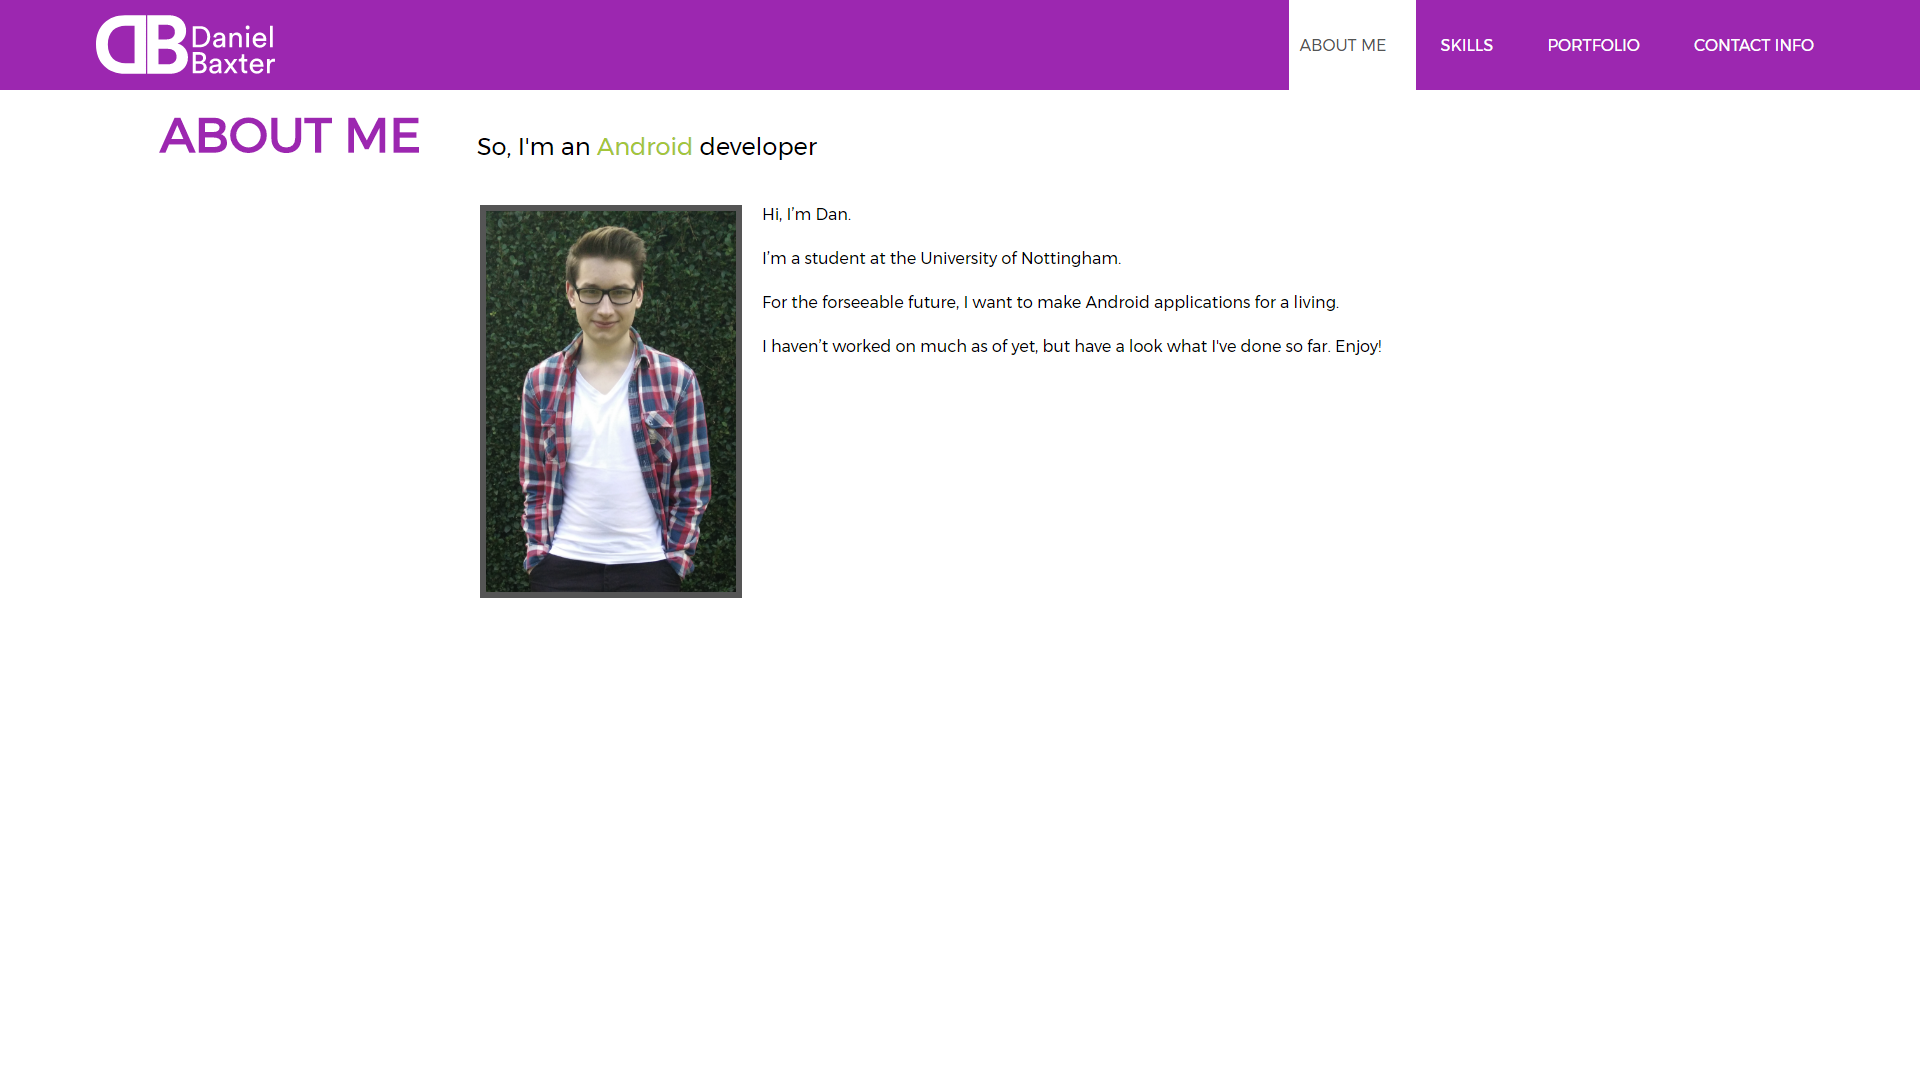 DB Daniel
Baxter
ABOUT ME
SKILLS
PORTFOLIO
CONTACT INFO
ABOUT ME
So, I'm an Android developer
Hi, I’m Dan.
I’m a student at the University of Nottingham.
For the forseeable future, I want to make Android applications for a living.
I haven’t worked on much as of yet, but have a look what I've done so far. Enjoy!